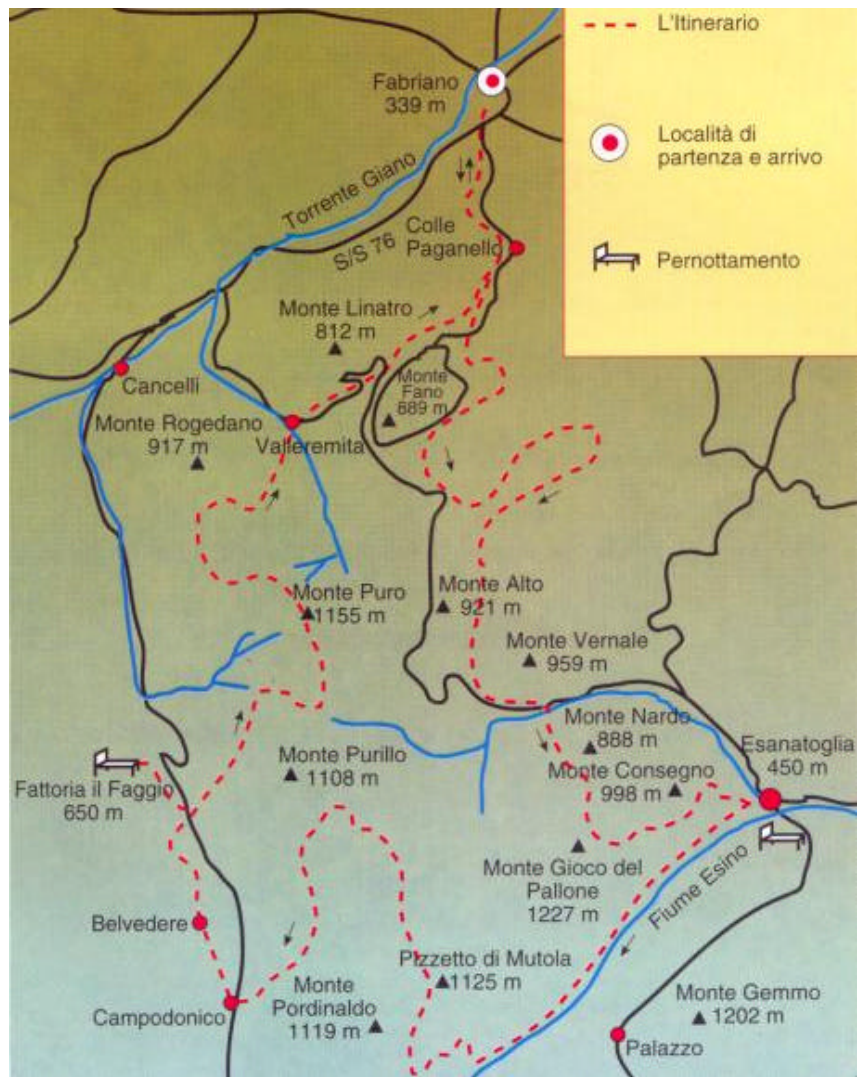 L'Itinerario
Fabriano
339 m
Località di
partenza e arrivo
Torrente Giano
S/S 76
Colle
Paganello
Pernottamento
Monte Linatro
812 m
Cancelli
Monte
Fano
889 m
Monte Rogedano
917 m
Valleremita
Monte Puro
1155 m
Monte Alto
921 m
Monte Vernale
959 m
Monte Nardo
888 m
Esanatoglia
450 m
Monte Purillo
1108 m
Monte Consegno
998 m
Fattoria il Faggio
650 m
Monte Gioco del
Pallone
1227 m
Fiume Esino
Belvedere
Pizzetto di Mutola
1125 m
Monte
Pordinaldo
1119 m
Campodonico
Monte Gemmo
1202 m
Palazzo